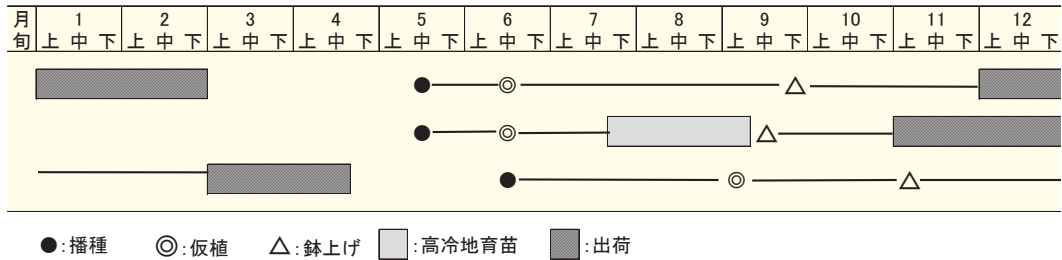 月 1 2 3 4 5 6 7 8 9 10 11 12
旬 上 中 下 上 中 下 上 中 下 上 中 下 上 中 下 上 中 下 上 中 下 上 中 下 上 中 下 上 中 下 上 中 下 上 中 下
●:播種 ◎:仮植 △:鉢上げ :高冷地育苗 :出荷